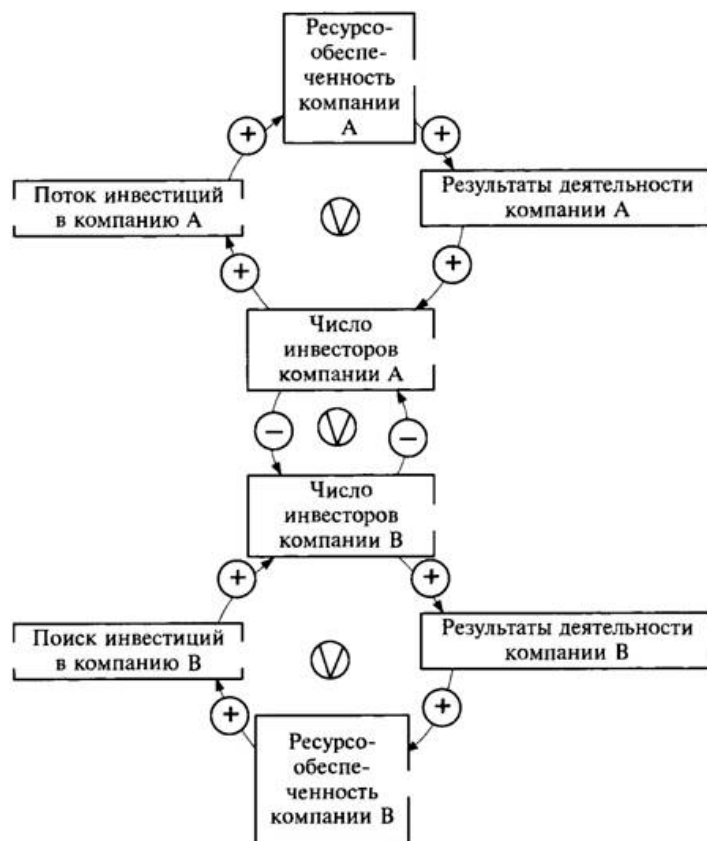 Ресурсо-
обеспе-
ченность
компании
А
+
+
Поток инвестиций
в компанию А
Результаты деятельности
компании А
V
+
+
Число
инвесторов
компании А
−
V
−
Число
инвесторов
компании В
+
+
Поиск инвестиций
в компанию В
Результаты деятельности
компании В
V
+
+
Ресурсо-
обеспе-
ченность
компании В